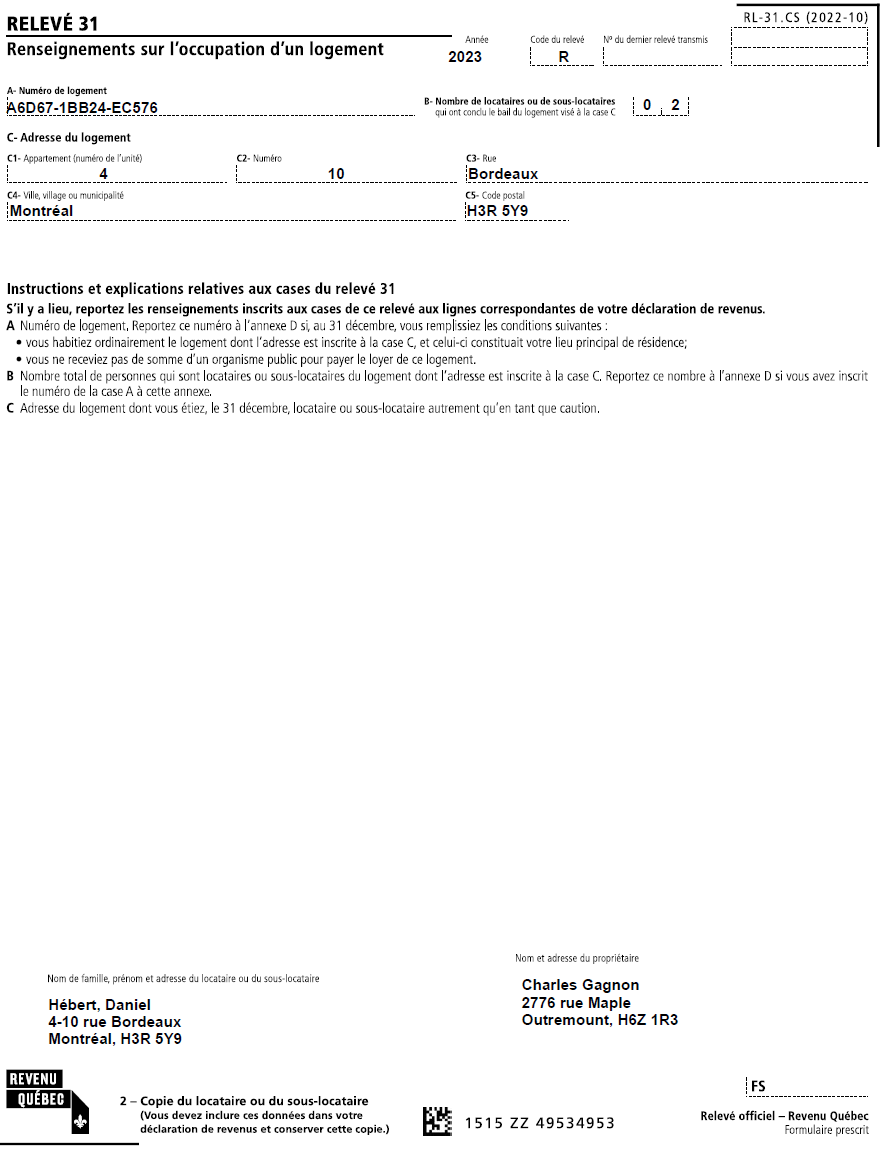 RL-31.CS (2022-10)
RELEVÉ 31
Renseignements sur l'occupation d'un logement
Année
2023
Code du relevé
R
Nº du dernier relevé transmis
A- Numéro de logement
A6D67-1BB24-EC576
B- Nombre de locataires ou de sous-locataires
qui ont conclu le bail du logement visé à la case C
0 2
C- Adresse du logement
C1- Appartement (numéro de l'unité)
4
C2- Numéro
10
C3- Rue
Bordeaux
C4- Ville, village ou municipalité
Montréal
C5- Code postal
H3R 5Y9
Instructions et explications relatives aux cases du relevé 31
S'il y a lieu, reportez les renseignements inscrits aux cases de ce relevé aux lignes correspondantes de votre déclaration de revenus.
A Numéro de logement. Reportez ce numéro à l'annexe D si, au 31 décembre, vous remplissiez les conditions suivantes :
• vous habitiez ordinairement le logement dont l'adresse est inscrite à la case C, et celui-ci constituait votre lieu principal de résidence;
• vous ne receviez pas de somme d'un organisme public pour payer le loyer de ce logement.
B Nombre total de personnes qui sont locataires ou sous-locataires du logement dont l'adresse est inscrite à la case C. Reportez ce nombre à l'annexe D si vous avez inscrit
le numéro de la case A à cette annexe.
C Adresse du logement dont vous étiez, le 31 décembre, locataire ou sous-locataire autrement qu'en tant que caution.
Nom de famille, prénom et adresse du locataire ou du sous-locataire
Hébert, Daniel
4-10 rue Bordeaux
Montréal, H3R 5Y9
Nom et adresse du propriétaire
Charles Gagnon
2776 rue Maple
Outremount, H6Z 1R3
REVENU
QUÉBEC
2 – Copie du locataire ou du sous-locataire
(Vous devez inclure ces données dans votre
déclaration de revenus et conserver cette copie.)
1515 ZZ 49534953
FS
Relevé officiel – Revenu Québec
Formulaire prescrit